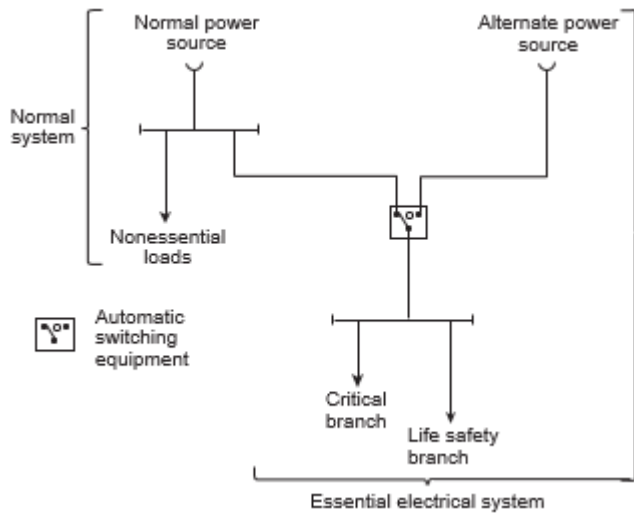 Normal power
source
Alternate power
source
Normal
system
Nonessential
loads
Automatic
switching
equipment
Critical
branch
Life safety
branch
Essential electrical system